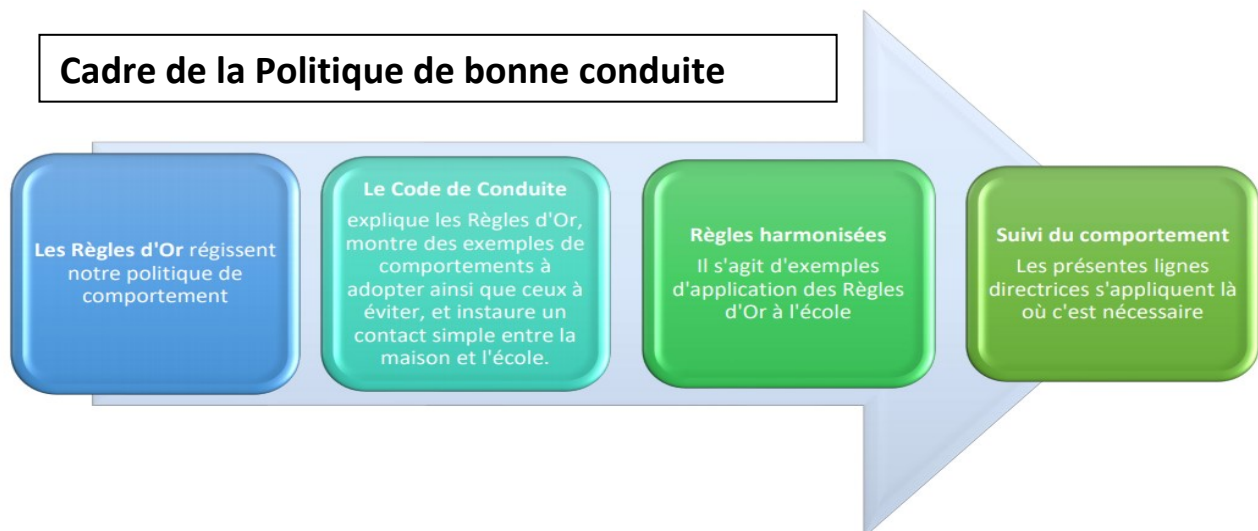 Cadre de la Politique de bonne conduite
Les Règles d'Or régissent
notre politique de
comportement
Le Code de Conduite
explique les Règles d'Or,
montre des exemples de
comportements à
adopter ainsi que ceux à
éviter, et instaure un
contact simple entre la
maison et l'école.
Règles harmonisées
Il s'agit d'exemples
d'application des Règles
d'Or à l'école
Suivi du comportement
Les présentes lignes
directrices s'appliquent là
où c'est nécessaire